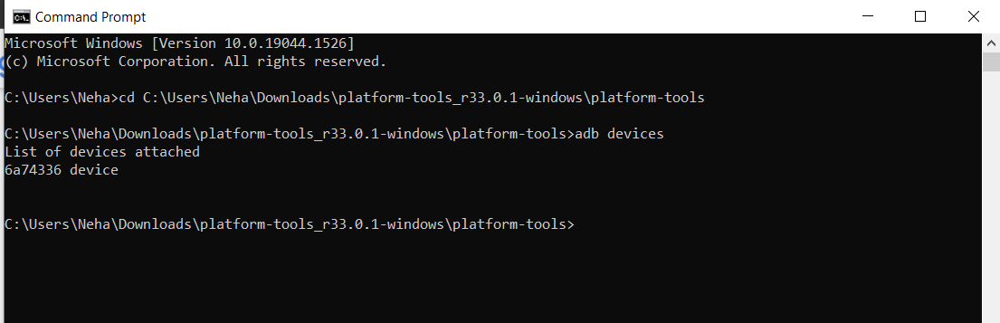 Command Prompt
Microsoft Windows [Version 10.0.19044.1526]
(c) Microsoft Corporation. All rights reserved.
C:\Users\Neha>cd C:\Users\Neha\Downloads\platform-tools_r33.0.1-windows\platform-tools
C:\Users\Neha\Downloads\platform-tools_r33.0.1-windows\platform-tools>adb devices
List of devices attached
6a74336 device
C:\Users\Neha\Downloads\platform-tools_r33.0.1-windows\platform-tools>